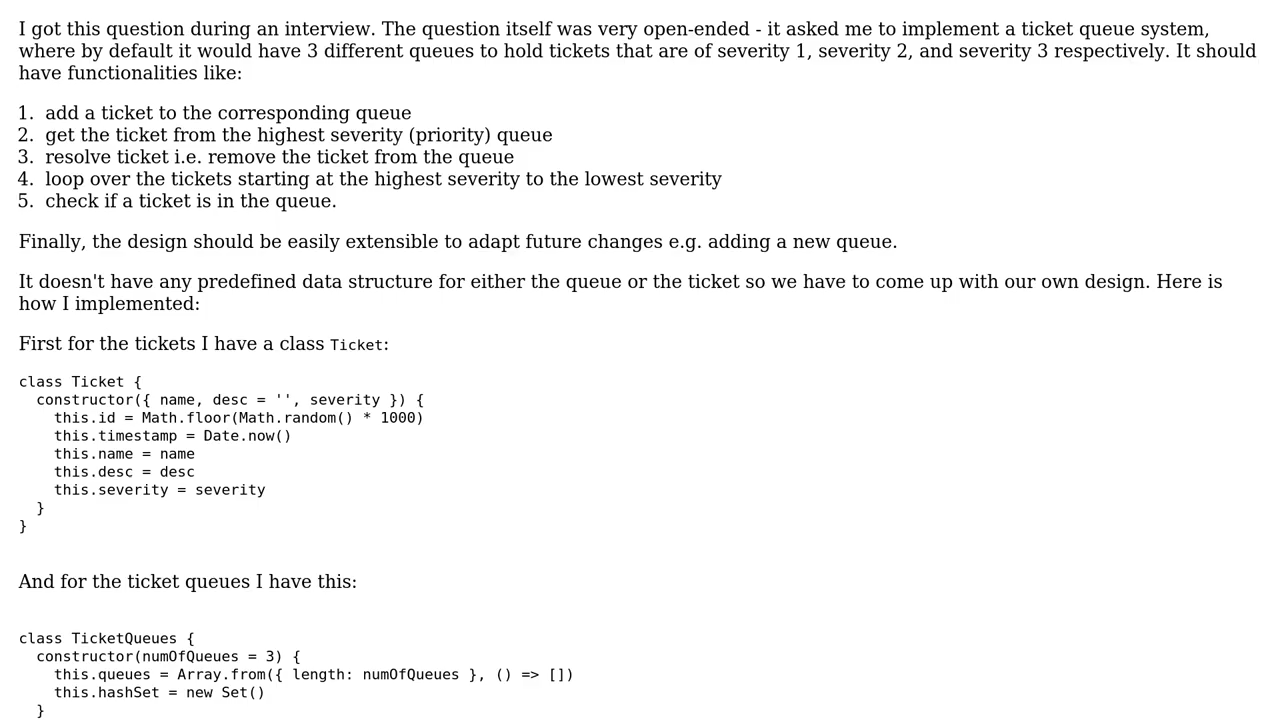 I got this question during an interview. The question itself was very open-ended - it asked me to implement a ticket queue system,
where by default it would have 3 different queues to hold tickets that are of severity 1, severity 2, and severity 3 respectively. It should
have functionalities like:
1. add a ticket to the corresponding queue
2. get the ticket from the highest severity (priority) queue
3. resolve ticket i.e. remove the ticket from the queue
4. loop over the tickets starting at the highest severity to the lowest severity
5. check if a ticket is in the queue.
Finally, the design should be easily extensible to adapt future changes e.g. adding a new queue.
It doesn't have any predefined data structure for either the queue or the ticket so we have to come up with our own design. Here is
how I implemented:
First for the tickets I have a class Ticket:
class Ticket {
  constructor({ name, desc = '', severity }) {
    this.id = Math.floor(Math.random() * 1000)
    this.timestamp = Date.now()
    this.name = name
    this.desc = desc
    this.severity = severity
  }
}
And for the ticket queues I have this:
class TicketQueues {
  constructor(numOfQueues = 3) {
    this.queues = Array.from({ length: numOfQueues }, () => [])
    this.hashSet = new Set()
  }